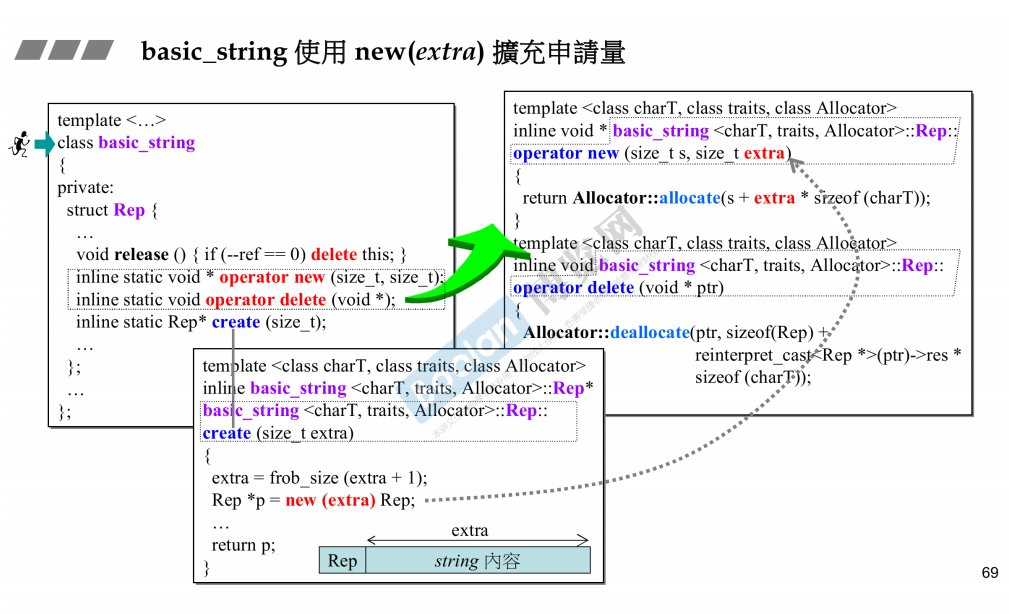 basic_string 使用 new(extra) 擴充申請量
template <…>
class basic_string
{
private:
struct Rep {
…
void release () { if (--ref == 0) delete this; }
inline static void * operator new (size_t, size_t);
inline static void operator delete (void *);
inline static Rep* create (size_t);
…
};
…
};
template <class charT, class traits, class Allocator>
inline void * basic_string <charT, traits, Allocator>::Rep::
operator new (size_t s, size_t extra)
{
return Allocator::allocate(s + extra * sizeof (charT));
}
template <class charT, class traits, class Allocator>
inline void basic_string <charT, traits, Allocator>::Rep::
operator delete (void * ptr)
{
Allocator::deallocate(ptr, sizeof(Rep) +
reinterpret_cast<Rep *>(ptr)->res *
sizeof (charT));
}
template <class charT, class traits, class Allocator>
inline basic_string <charT, traits, Allocator>::Rep*
basic_string <charT, traits, Allocator>::Rep::
create (size_t extra)
{
extra = frob_size (extra + 1);
Rep *p = new (extra) Rep;
…
return p;
}
extra
Rep
string 內容
Boolan
69